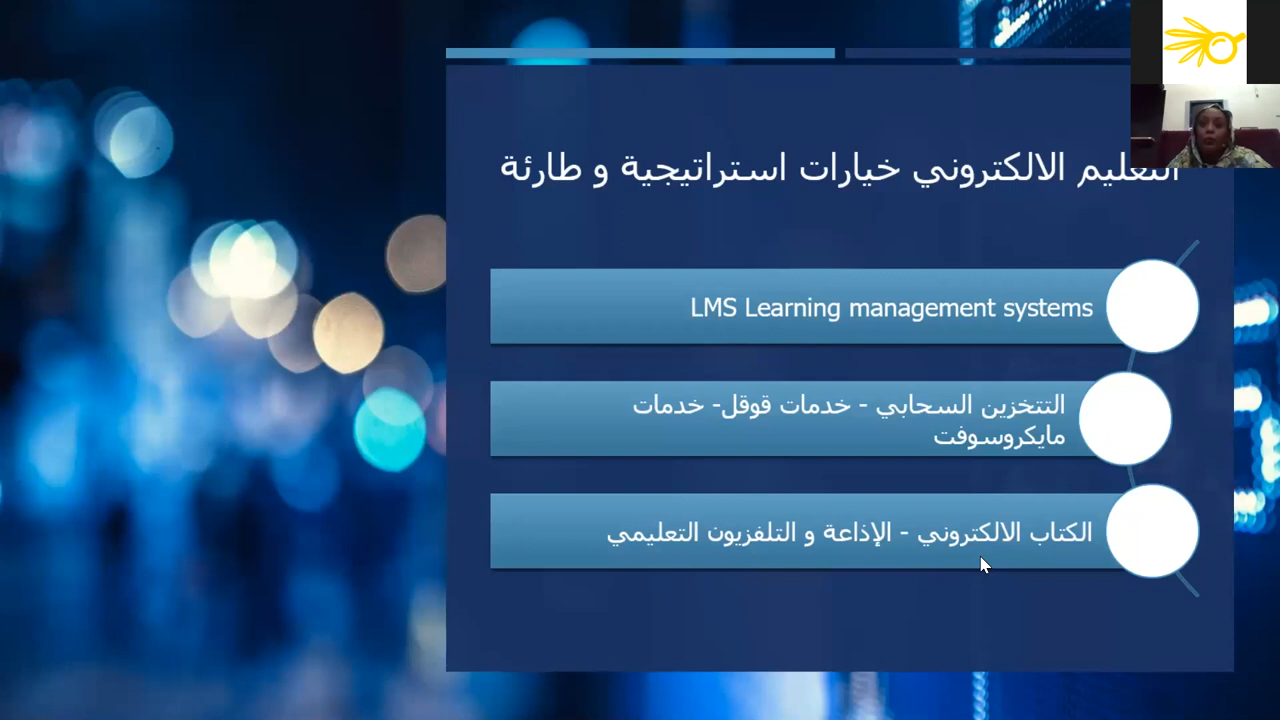 التعليم الالكتروني خيارات استراتيجية و طارئة
LMS Learning management systems
التتخزين السحابي - خدمات قوقل- خدمات
مايكروسوفت
الكتاب الالكتروني - الإذاعة و التلفزيون التعليمي